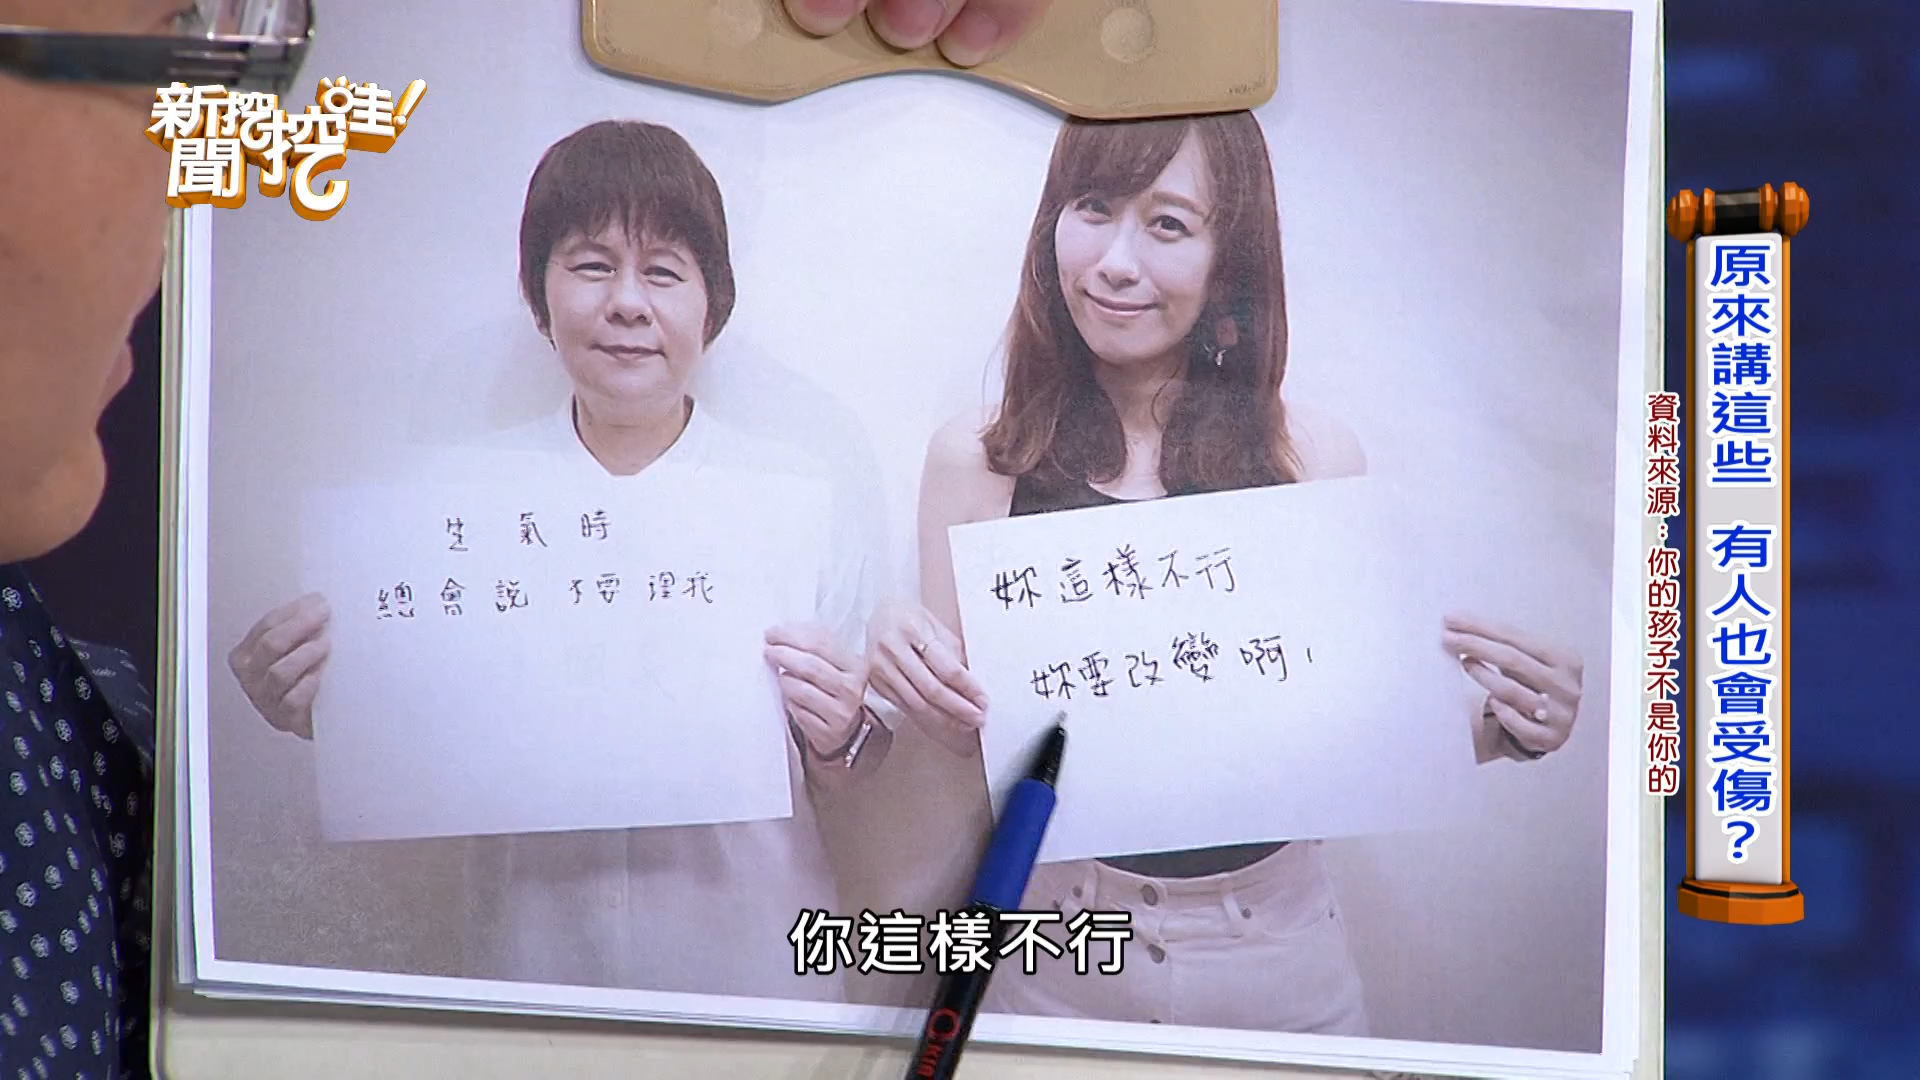 新聞挖挖哇!
生氣時
總會說 不要理我
妳這樣不行
妳要改變啊,
原來講這些 有人也會受傷?
資料來源:你的孩子不是你的
你這樣不行